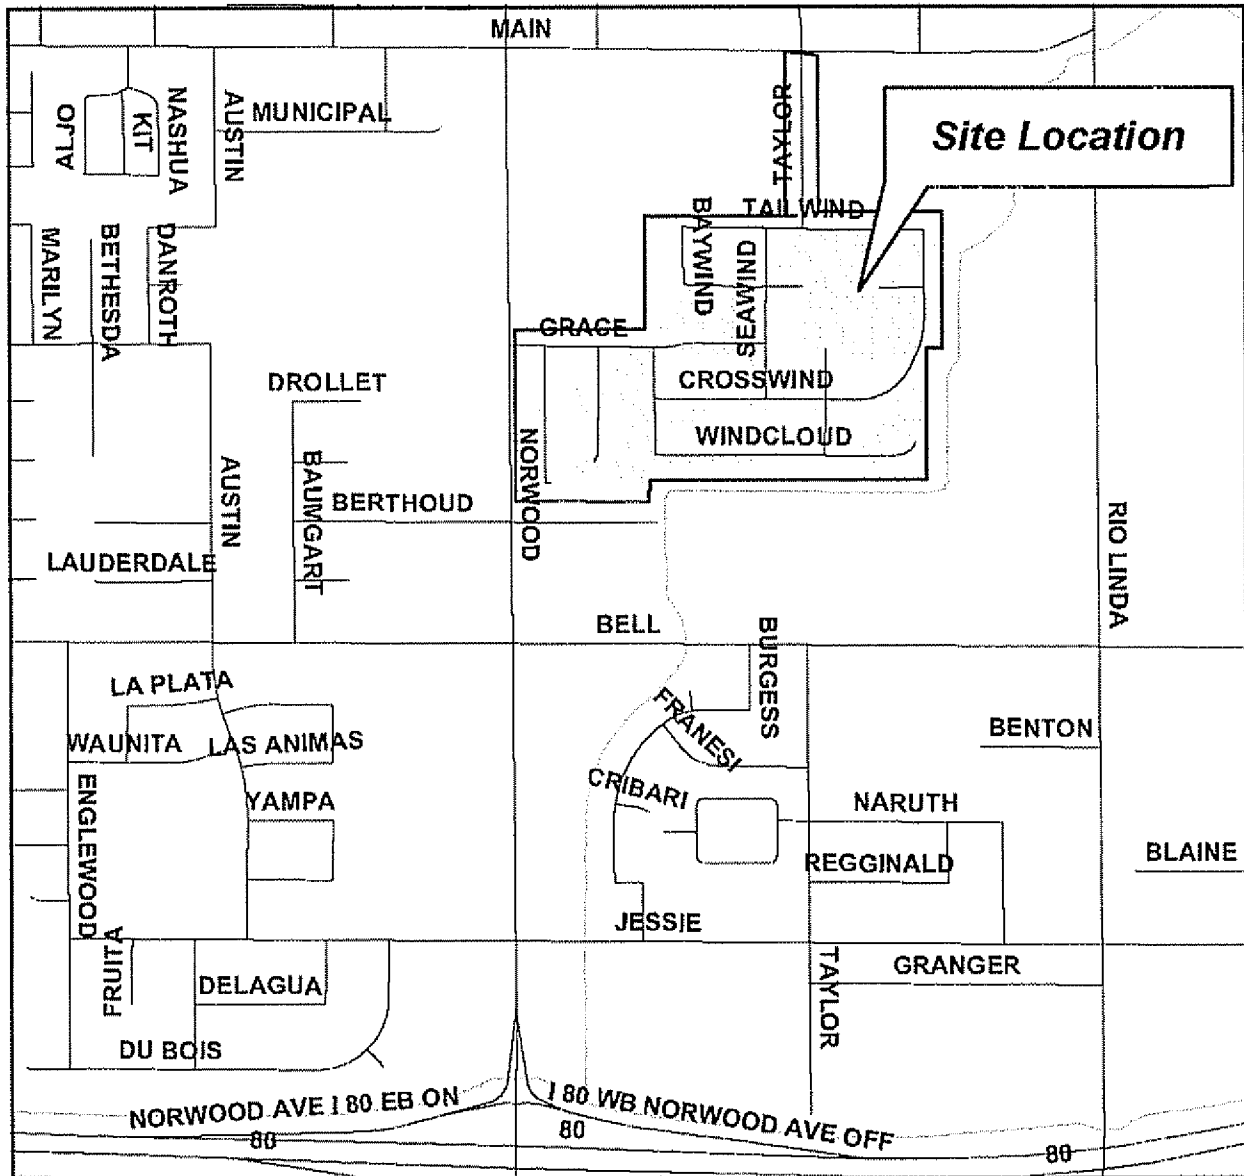 MAIN
TAYLOR
Site Location
OJLA
KIT
NASHUA
AUSTIN
MUNICIPAL
MARILYN
BETHESDA
DANROTH
BAYWIND
TAILWIND
SEAWIND
GRACE
CROSSWIND
WINDCLOUD
DROLLET
AUSTIN
BAUMGART
BERTHOUD
NORWOOD
LAUDERDALE
RIO LINDA
BELL
BURGESS
LA PLATA
WAUNITA
LAS ANIMAS
FRANESI
BENTON
ENGLEWOOD
YAMPA
CRIBARI
NARUTH
REGGINALD
BLAINE
JESSIE
FRUITA
DELAGUA
TAYLOR
GRANGER
DU BOIS
NORWOOD AVE I 80 EB ON
I 80 WB NORWOOD AVE OFF
80
80
80